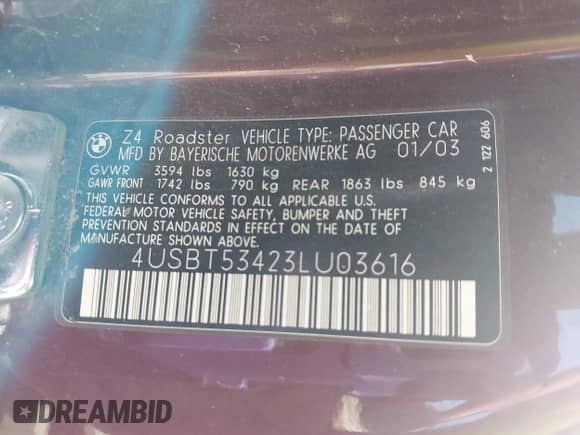 BMW
Z4 Roadster VEHICLE TYPE: PASSENGER CAR
MFD BY BAYERISCHE MOTORENWERKE AG 01/03
GVWR 3594 lbs 1630 kg
GAWR FRONT 1742 lbs 790 kg REAR 1863 lbs 845 kg
THIS VEHICLE CONFORMS TO ALL APPLICABLE U.S.
FEDERAL MOTOR VEHICLE SAFETY, BUMPER AND THEFT
PREVENTION STANDARDS IN EFFECT ON THE DATE OF
MANUFACTURE SHOWN ABOVE.
4USBT53423LU03616
2 122 606
DREAMBID